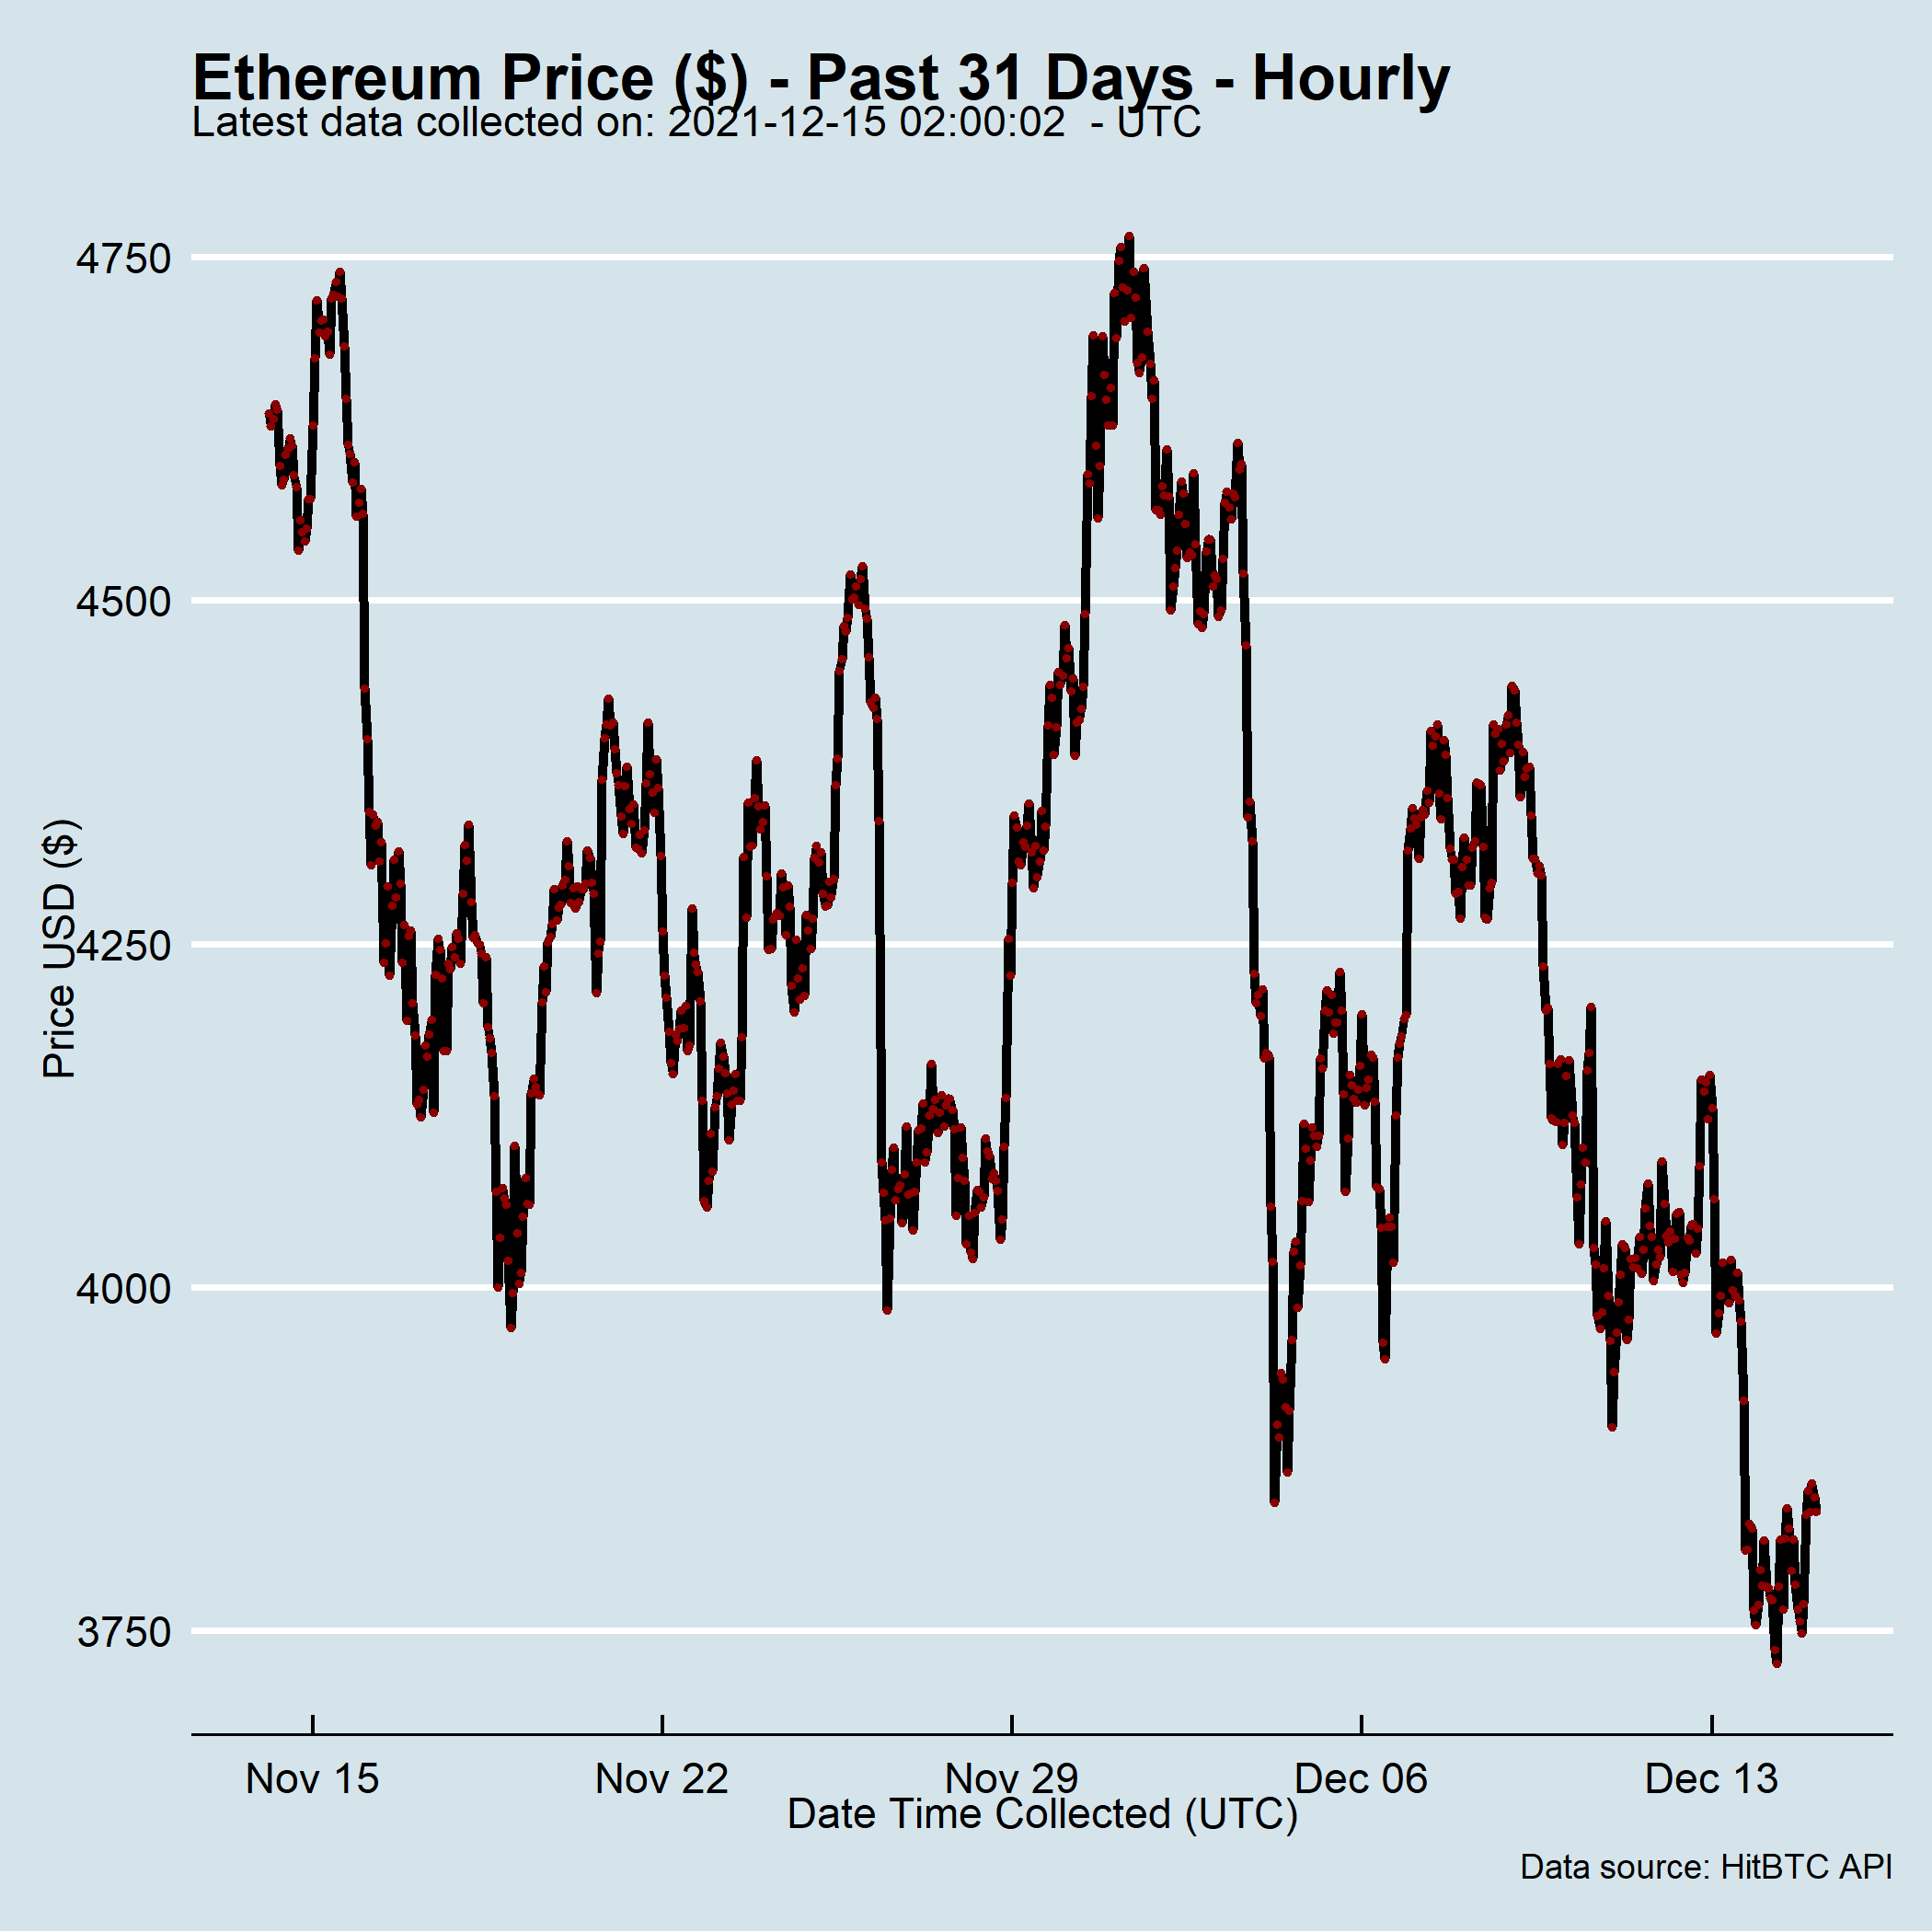 Ethereum Price ($) - Past 31 Days - Hourly
Latest data collected on: 2021-12-15 02:00:02  - UTC
4750
4500
4250
4000
3750
Price USD ($)
Nov 15
Nov 22
Nov 29
Dec 06
Dec 13
Date Time Collected (UTC)
Data source: HitBTC API